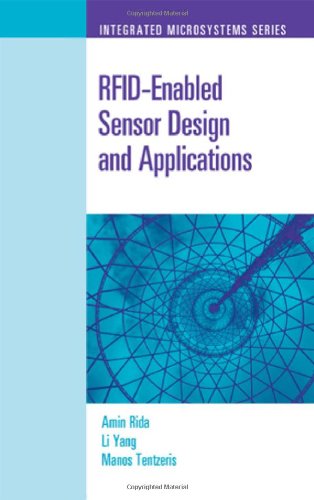 INTEGRATED MICROSYSTEMS SERIES
RFID-Enabled
Sensor Design
and Applications
Amin Rida
Li Yang
Manos Tentzeris